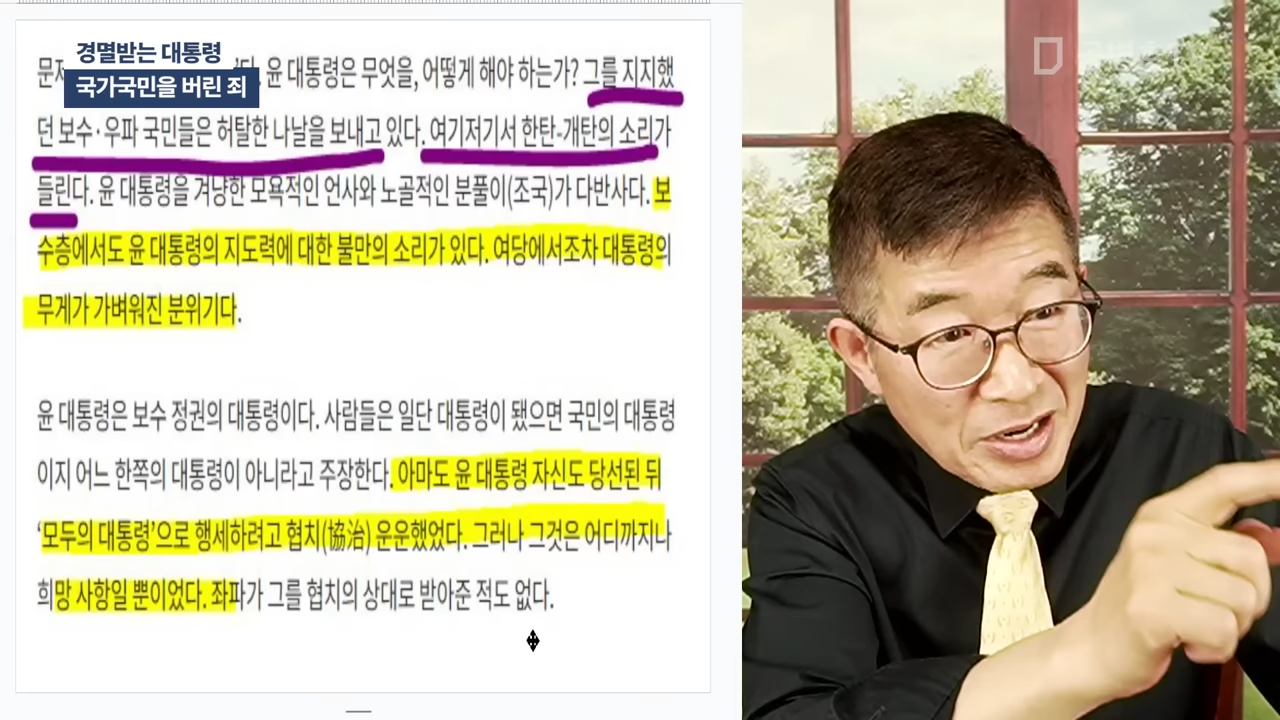 경멸받는 대통령
국가국민을 버린 죄
윤 대통령은 무엇을, 어떻게 해야 하는가? 그를 지지했
던 보수·우파 국민들은 허탈한 나날을 보내고 있다. 여기저기서 한탄-개탄의 소리가
들린다. 윤 대통령을 겨냥한 모욕적인 언사와 노골적인 분풀이(조국)가 다반사다. 보
수층에서도 윤 대통령의 지도력에 대한 불만의 소리가 있다. 여당에서조차 대통령의
무게가 가벼워진 분위기다.
윤 대통령은 보수 정권의 대통령이다. 사람들은 일단 대통령이 됐으면 국민의 대통령
이지 어느 한쪽의 대통령이 아니라고 주장한다. 아마도 윤 대통령 자신도 당선된 뒤
‘모두의 대통령’으로 행세하려고 협치(協治) 운운했었다. 그러나 그것은 어디까지나
희망 사항일 뿐이었다. 좌파가 그를 협치의 상대로 받아준 적도 없다.